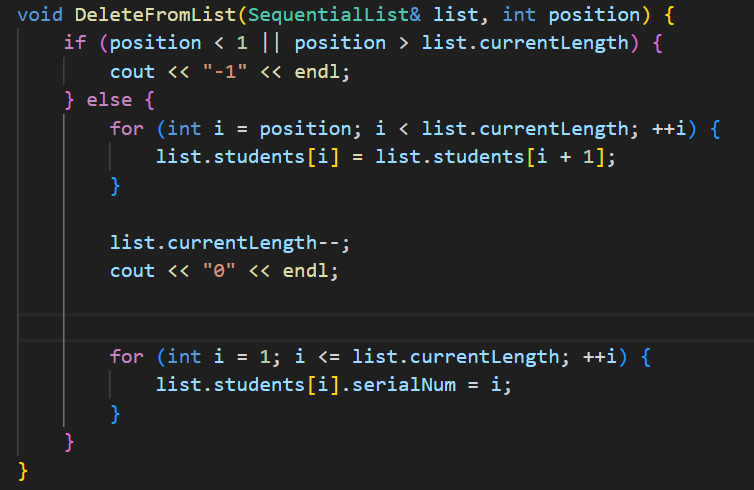 void DeleteFromList(SequentialList& list, int position) {
    if (position < 1 || position > list.currentLength) {
        cout << "-1" << endl;
    } else {
        for (int i = position; i < list.currentLength; ++i) {
            list.students[i] = list.students[i + 1];
        }
        list.currentLength--;
        cout << "0" << endl;
        for (int i = 1; i <= list.currentLength; ++i) {
            list.students[i].serialNum = i;
        }
    }
}